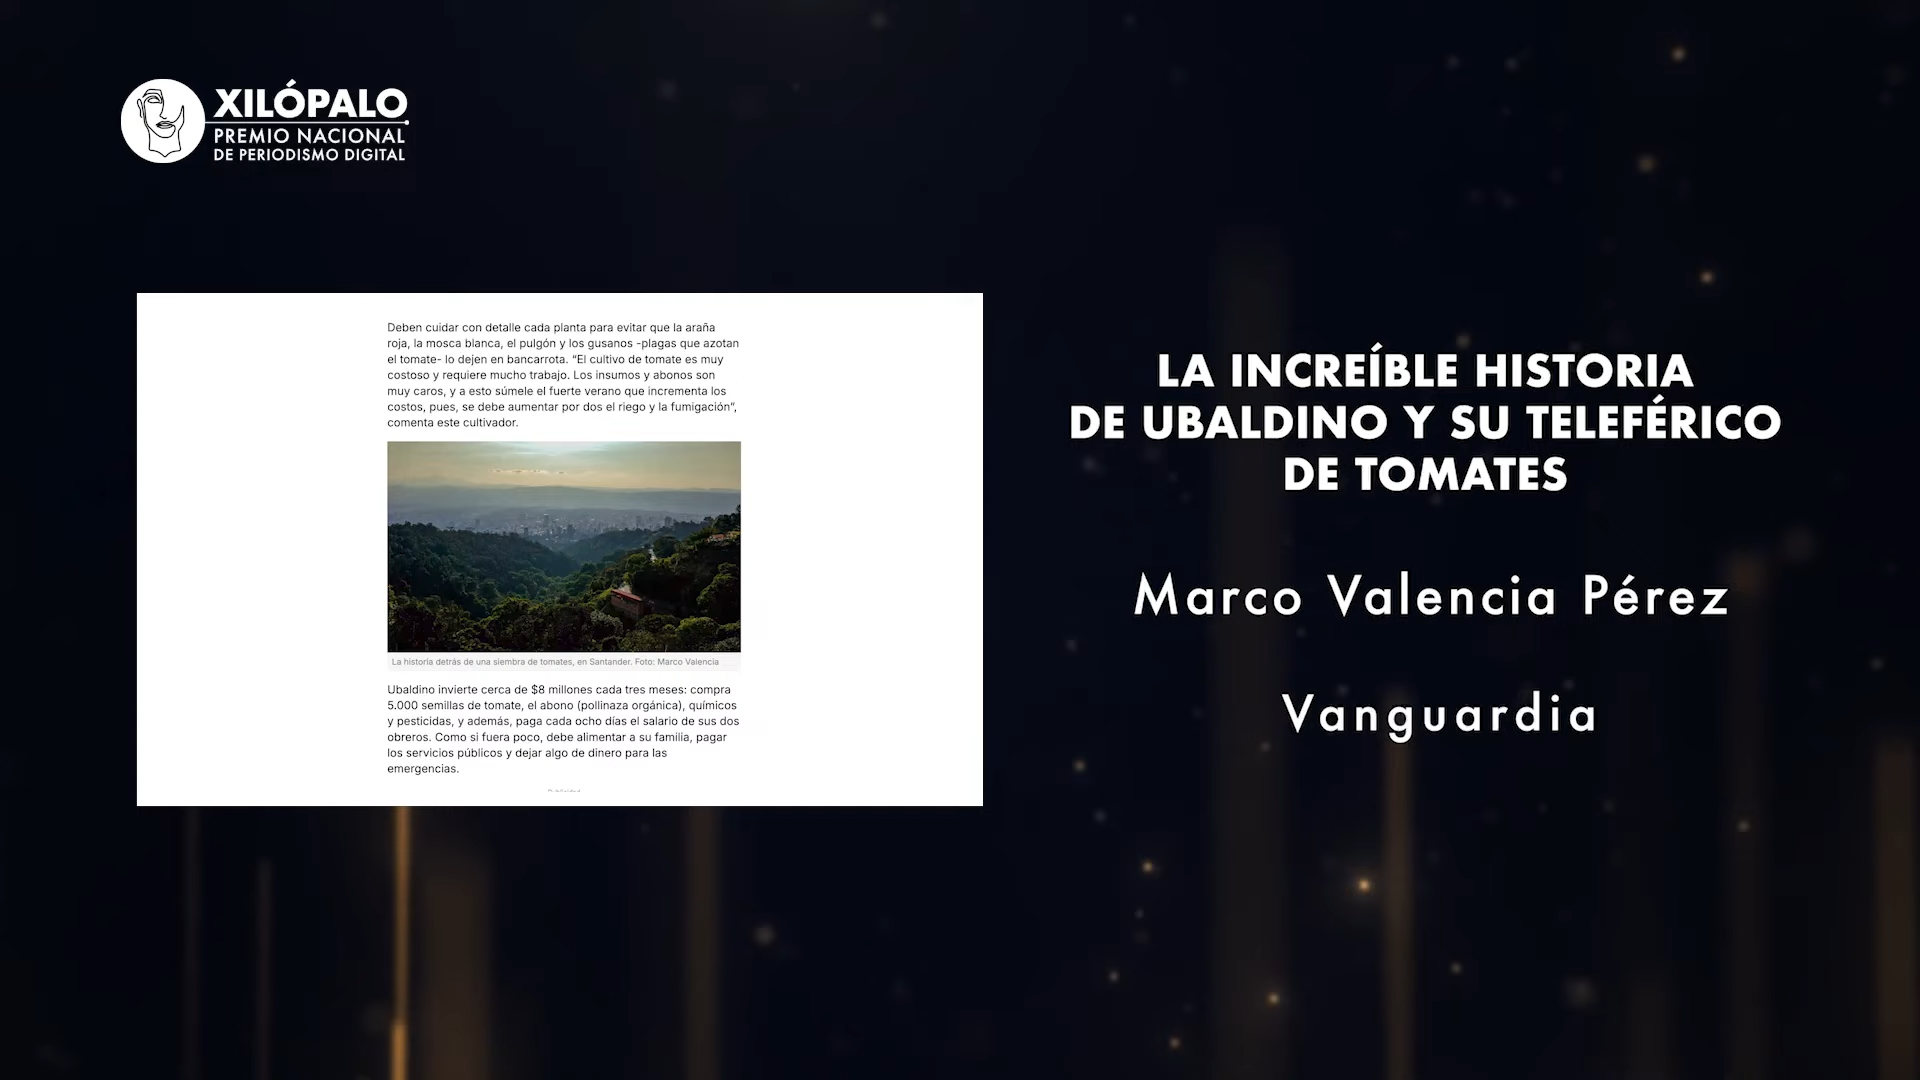 XILÓPALO
PREMIO NACIONAL
DE PERIODISMO DIGITAL
Deben cuidar con detalle cada planta para evitar que la araña
roja, la mosca blanca, el pulgón y los gusanos -plagas que azotan
el tomate- lo dejen en bancarrota. “El cultivo de tomate es muy
costoso y requiere mucho trabajo. Los insumos y abonos son
muy caros, y a esto súmele el fuerte verano que incrementa los
costos, pues, se debe aumentar por dos el riego y la fumigación”,
comenta este cultivador.
La historia detrás de una siembra de tomates, en Santander. Foto: Marco Valencia
Ubaldino invierte cerca de $8 millones cada tres meses: compra
5.000 semillas de tomate, el abono (pollinaza orgánica), químicos
y pesticidas, y además, paga cada ocho días el salario de sus dos
obreros. Como si fuera poco, debe alimentar a su familia, pagar
los servicios públicos y dejar algo de dinero para las
emergencias.
LA INCREÍBLE HISTORIA
DE UBALDINO Y SU TELEFÉRICO
DE TOMATES
Marco Valencia Pérez
Vanguardia